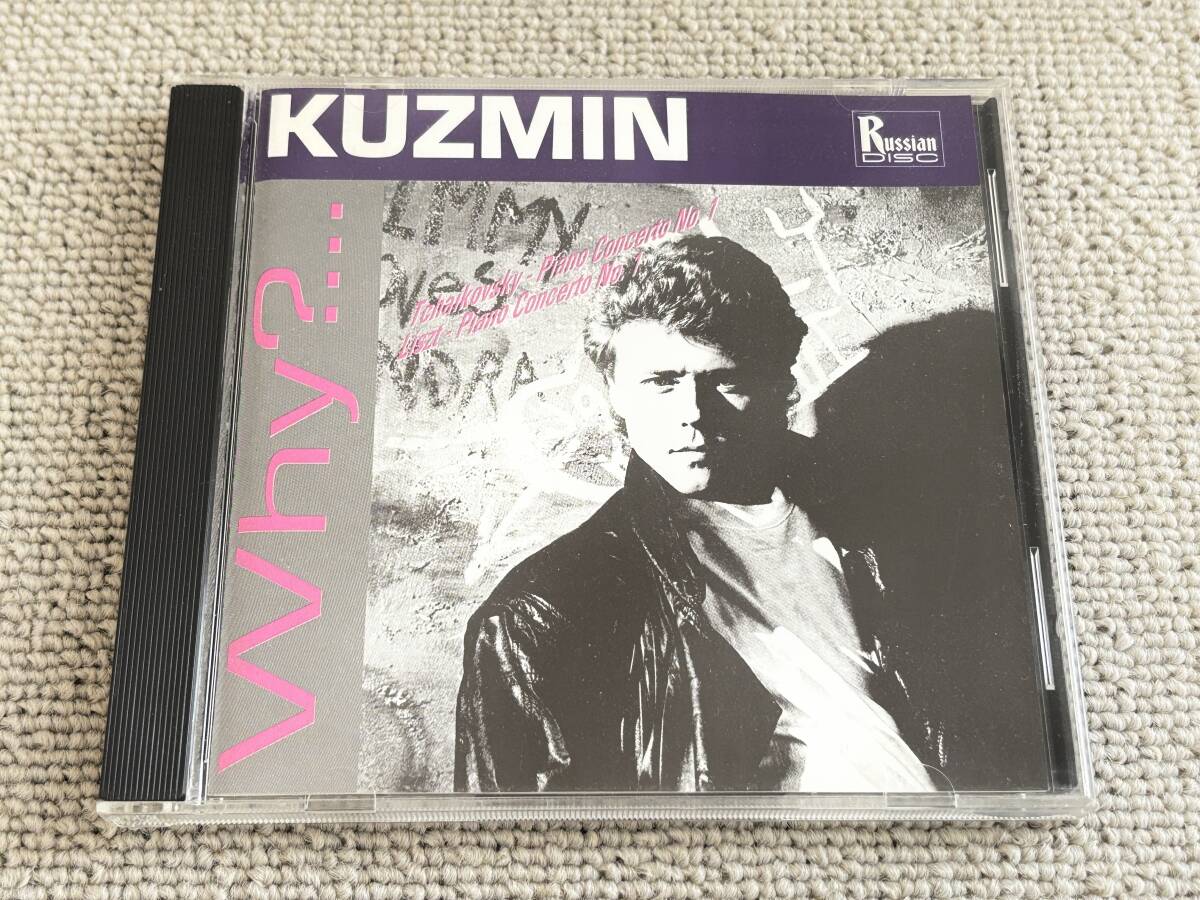 KUZMIN
Russian
DISC
Why?...
Tchaikovsky - Piano Concerto No. 1
Liszt - Piano Concerto No. 1